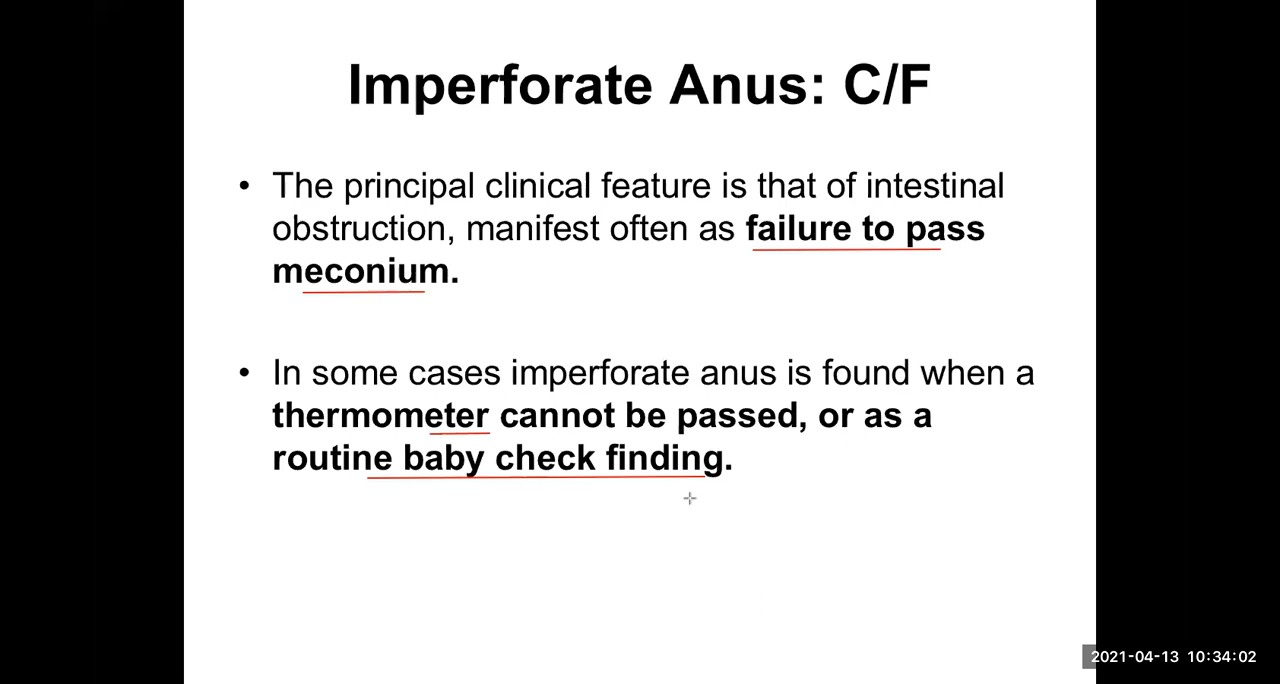 Imperforate Anus: C/F
• The principal clinical feature is that of intestinal
obstruction, manifest often as failure to pass
meconium.
• In some cases imperforate anus is found when a
thermometer cannot be passed, or as a
routine baby check finding.
2021-04-13 10:34:02